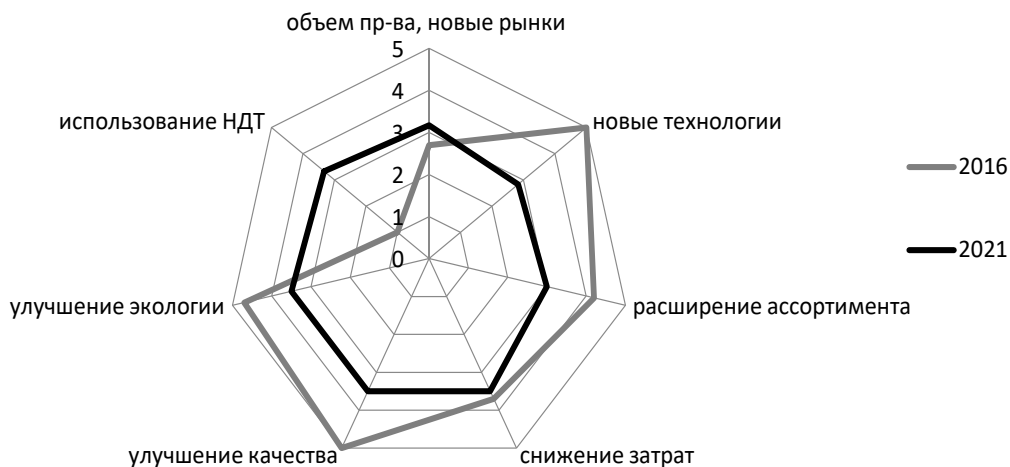 объем пр-ва, новые рынки
5
4
3
2
1
0
новые технологии
расширение ассортимента
снижение затрат
улучшение качества
улучшение экологии
использование НДТ
2016
2021